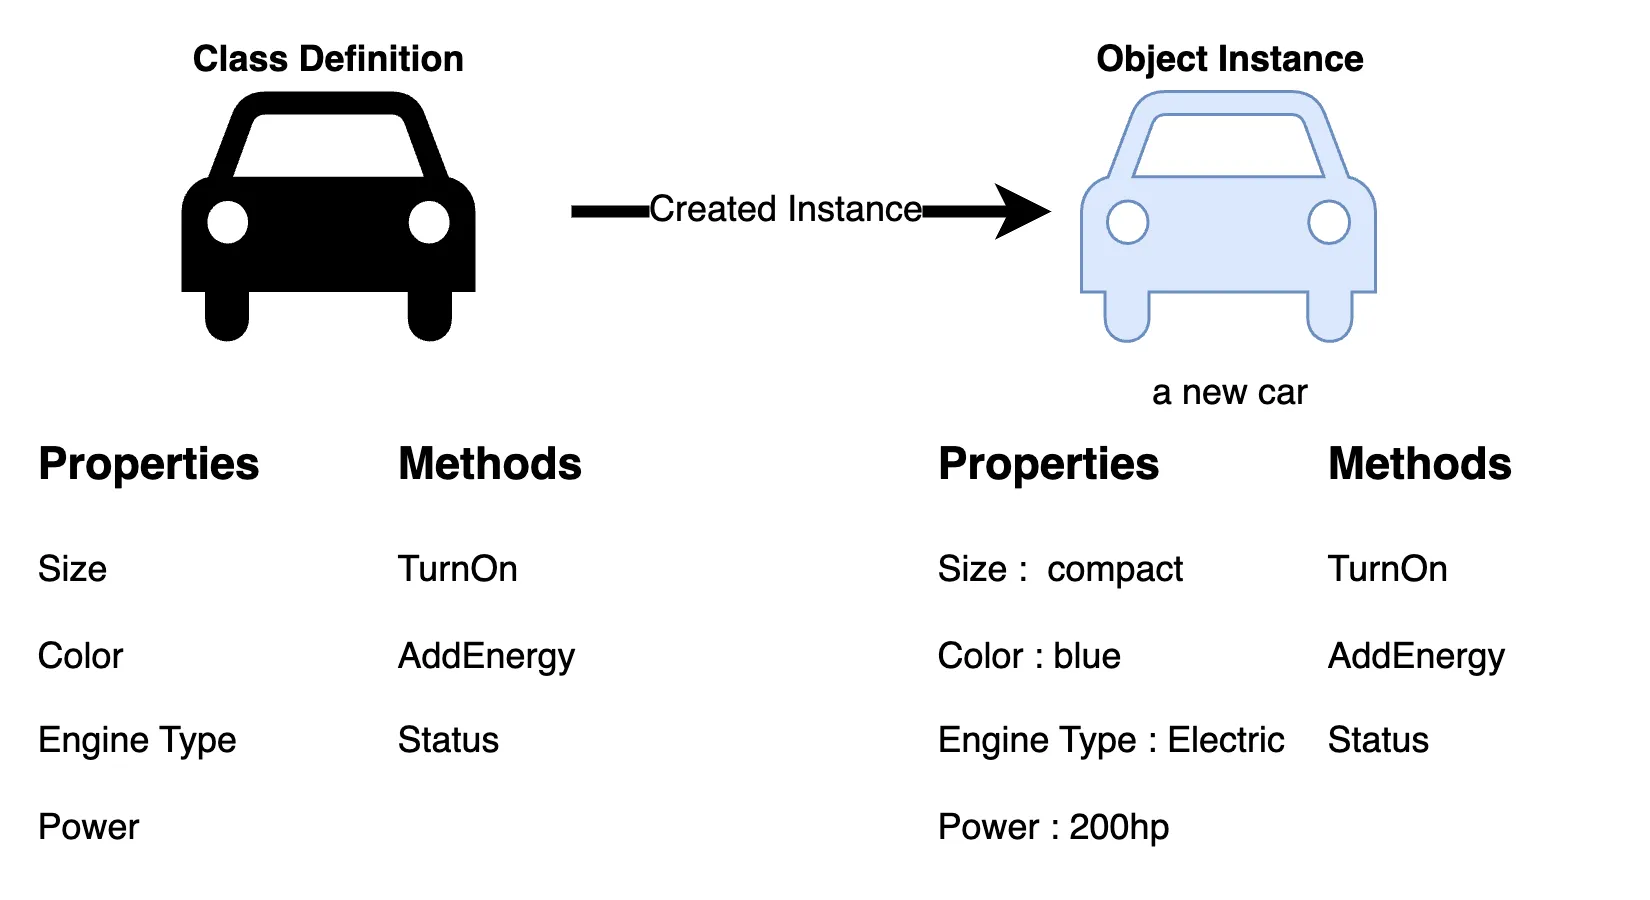 Class Definition
Object Instance
Created Instance
a new car
Properties
Methods
Size
TurnOn
Color
AddEnergy
Engine Type
Status
Power
Properties
Methods
Size :  compact
TurnOn
Color : blue
AddEnergy
Engine Type : Electric
Status
Power : 200hp